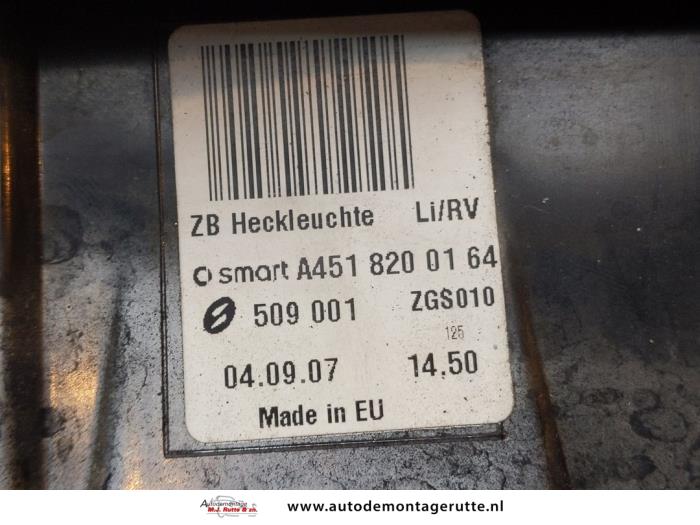 ZB Heckleuchte Li/RV
smart A451 820 01 64
509 001 ZGS010
125
04.09.07 14.50
Made in EU
Autodemontage
M.J. Rutte & zn.
www.autodemontagerutte.nl